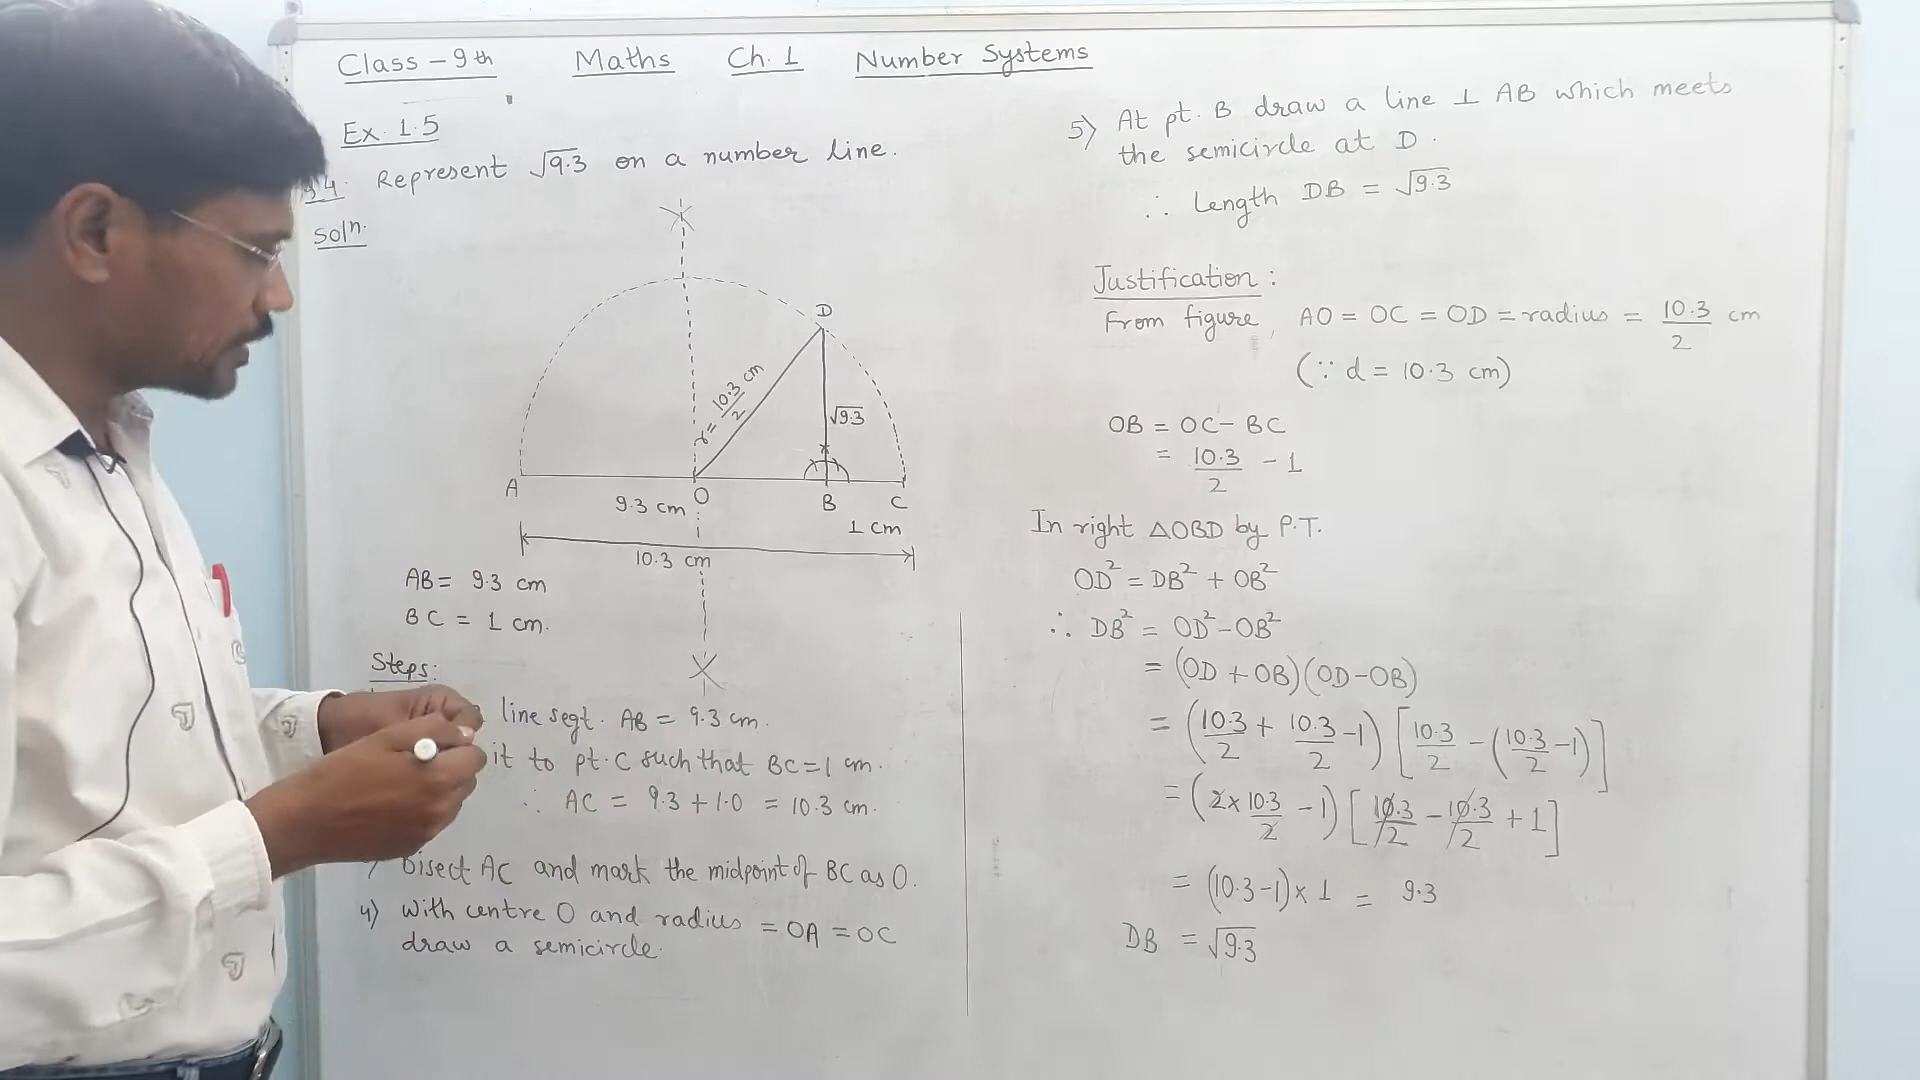 Class - 9th Maths Ch. 1 Number Systems
Ex. 1.5
4. Represent √9.3 on a number line.
Soln.
D
r = 10.3/2 cm
√9.3
A O B C
9.3 cm
1 cm
10.3 cm
AB = 9.3 cm
BC = 1 cm.
Steps:
line segt. AB = 9.3 cm.
it to pt. C such that BC = 1 cm.
∴ AC = 9.3 + 1.0 = 10.3 cm.
) Bisect AC and mark the midpoint of BC as O.
4) With centre O and radius = OA = OC
draw a semicircle.
5) At pt. B draw a line ⊥ AB which meets
the semicircle at D.
∴ Length DB = √9.3
Justification:
From figure, AO = OC = OD = radius = 10.3/2 cm
(∵ d = 10.3 cm)
OB = OC - BC
= 10.3/2 - 1
In right △OBD by P.T.
OD² = DB² + OB²
∴ DB² = OD² - OB²
= (OD + OB)(OD - OB)
= (10.3/2 + 10.3/2 - 1) [10.3/2 - (10.3/2 - 1)]
= (2 x 10.3/2 - 1) [10.3/2 - 10.3/2 + 1]
= (10.3 - 1) x 1 = 9.3
DB = √9.3